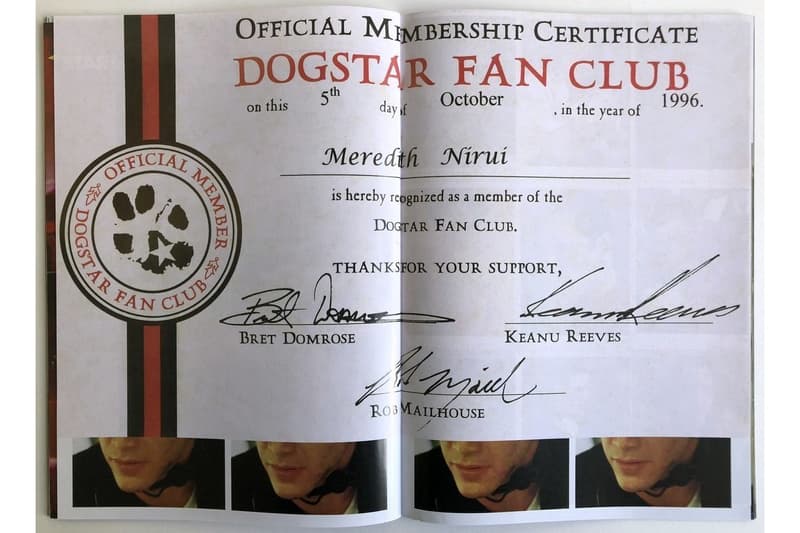 OFFICIAL MEMBERSHIP CERTIFICATE
DOGSTAR FAN CLUB
on this 5th day of October, in the year of 1996.
Meredith Nirui
is hereby recognized as a member of the
DOGTAR FAN CLUB.
THANKS FOR YOUR SUPPORT,
BRET DOMROSE
KEANU REEVES
ROB MAILHOUSE
OFFICIAL MEMBER
DOGSTAR FAN CLUB